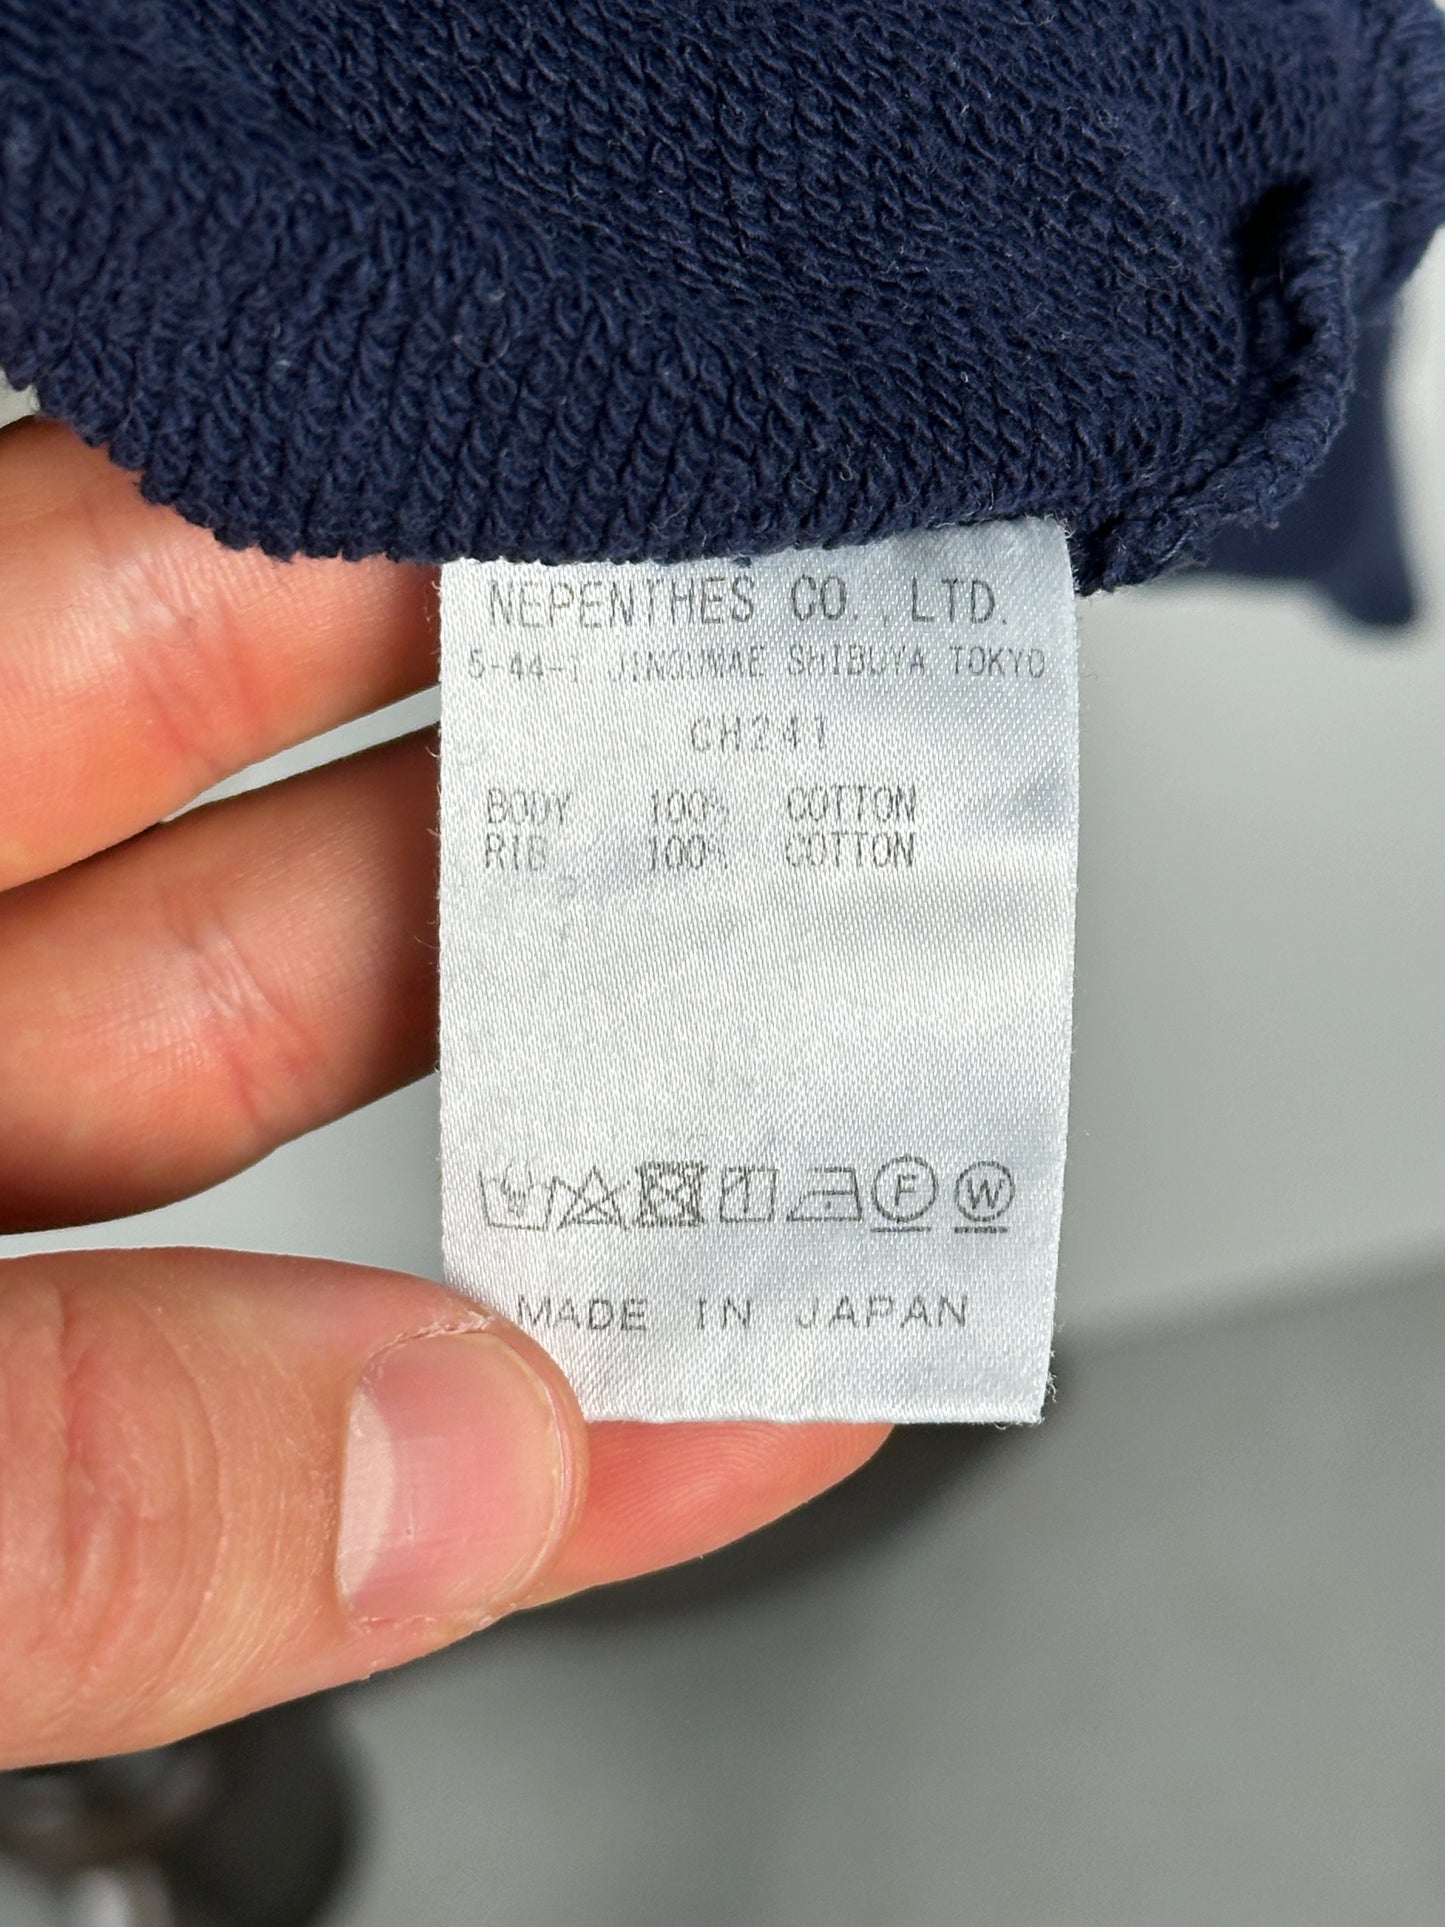 NEPENTHES CO., LTD.
5-44-1 JINGUMAE SHIBUYA TOKYO
CH241
BODY 100% COTTON
RIB 100% COTTON
F W
MADE IN JAPAN